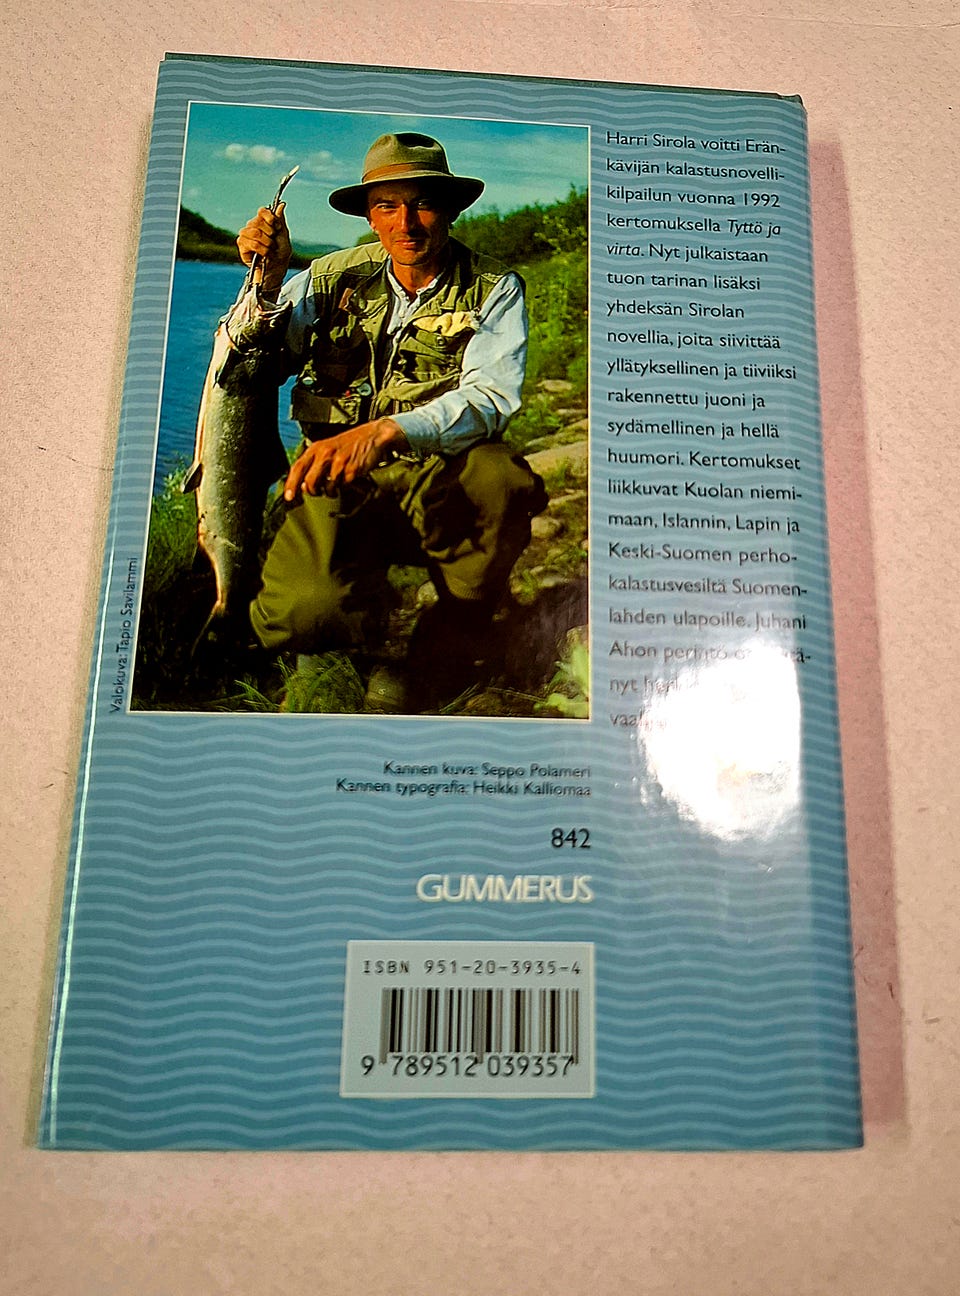 Harri Sirola voitti Erän-
kävijän kalastusnovelli-
kilpailun vuonna 1992
kertomuksella Tyttö ja
virta. Nyt julkaistaan
tuon tarinan lisäksi
yhdeksän Sirolan
novellia, joita siivittää
yllätyksellinen ja tiiviiksi
rakennettu juoni ja
sydämellinen ja hellä
huumori. Kertomukset
liikkuvat Kuolan niemi-
maan, Islannin, Lapin ja
Keski-Suomen perho-
kalastusvesiltä Suomen-
lahden ulapoille. Juhani
Ahon perintö
nyt
Valokuva: Tapio Savilammi
Kannen kuva: Seppo Polameri
Kannen typografia: Heikki Kalliomaa
842
GUMMERUS
ISBN 951-20-3935-4
9 789512 039357